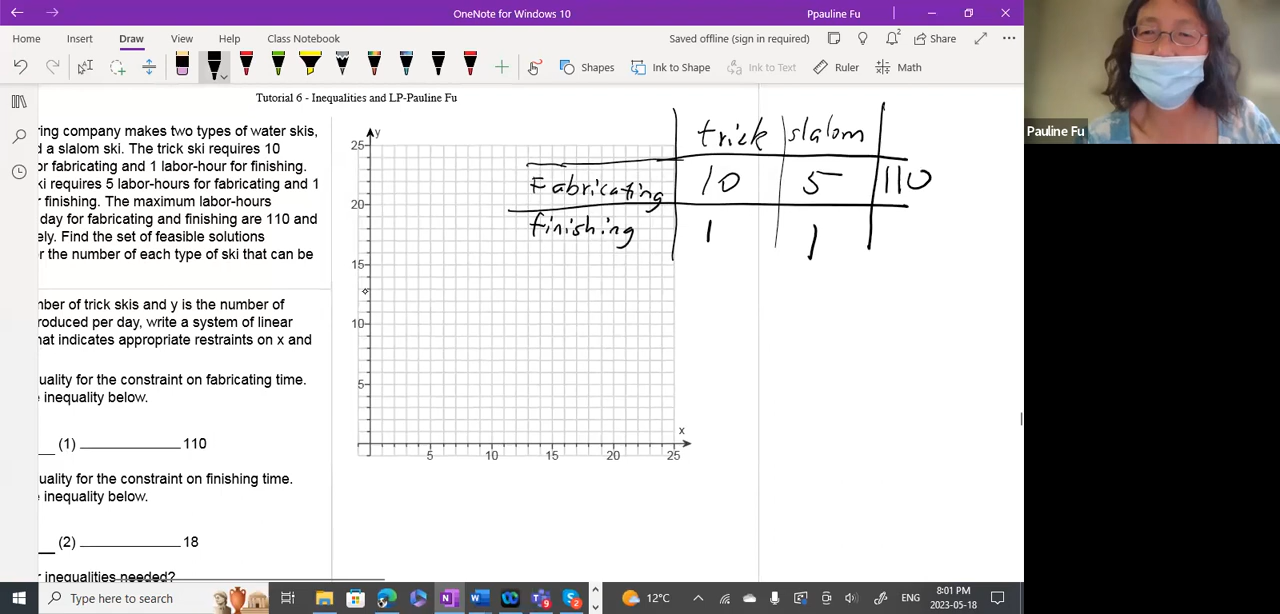 OneNote for Windows 10
Ppauline Fu
Home Insert Draw View Help Class Notebook
Saved offline (sign in required)
Share
Shapes
Ink to Shape
Ink to Text
Ruler
Math
Tutorial 6 - Inequalities and LP-Pauline Fu
ring company makes two types of water skis,
d a slalom ski. The trick ski requires 10
or fabricating and 1 labor-hour for finishing.
ki requires 5 labor-hours for fabricating and 1
r finishing. The maximum labor-hours
day for fabricating and finishing are 110 and
ely. Find the set of feasible solutions
or the number of each type of ski that can be
mber of trick skis and y is the number of
roduced per day, write a system of linear
hat indicates appropriate restraints on x and
quality for the constraint on fabricating time.
e inequality below.
__ (1) ______________ 110
quality for the constraint on finishing time.
e inequality below.
__ (2) ______________ 18
r inequalities needed?
y
25
20
15
10
5
x
5 10 15 20 25
trick slalom
Fabricating 10 5 110
finishing 1 1
Pauline Fu
Type here to search
12°C
ENG
8:01 PM
2023-05-18